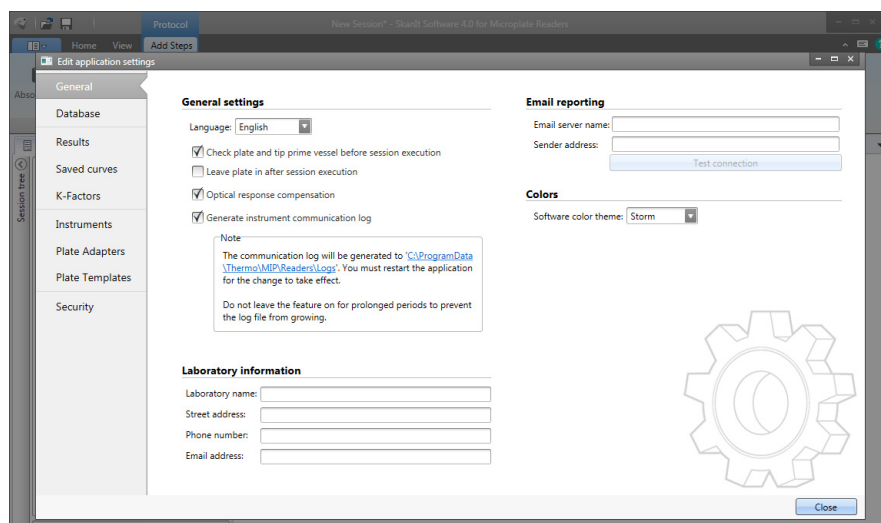 Protocol
New Session* - SkanIt Software 4.0 for Microplate Readers
Home
View
Add Steps
Edit application settings
Abso
Session tree
General
Database
Results
Saved curves
K-Factors
Instruments
Plate Adapters
Plate Templates
Security
General settings
Language: English
Check plate and tip prime vessel before session execution
Leave plate in after session execution
Optical response compensation
Generate instrument communication log
Note
The communication log will be generated to 'C:\ProgramData
\Thermo\MIP\Readers\Logs'. You must restart the application
for the change to take effect.
Do not leave the feature on for prolonged periods to prevent
the log file from growing.
Laboratory information
Laboratory name:
Street address:
Phone number:
Email address:
Email reporting
Email server name:
Sender address:
Test connection
Colors
Software color theme: Storm
Close